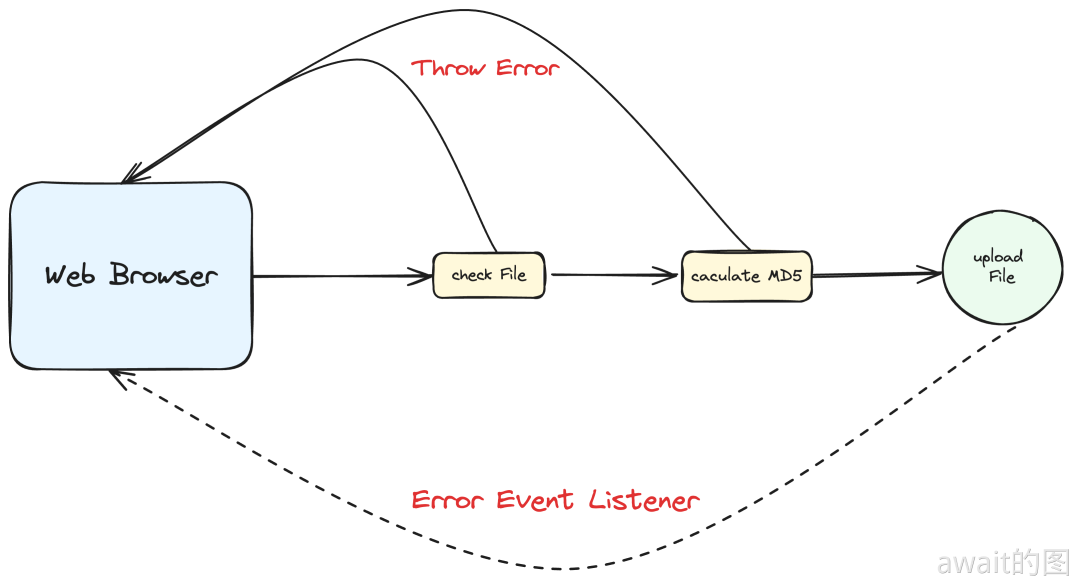 Throw Error
Web Browser
check File
caculate MD5
upload
File
Error Event Listener
await的图